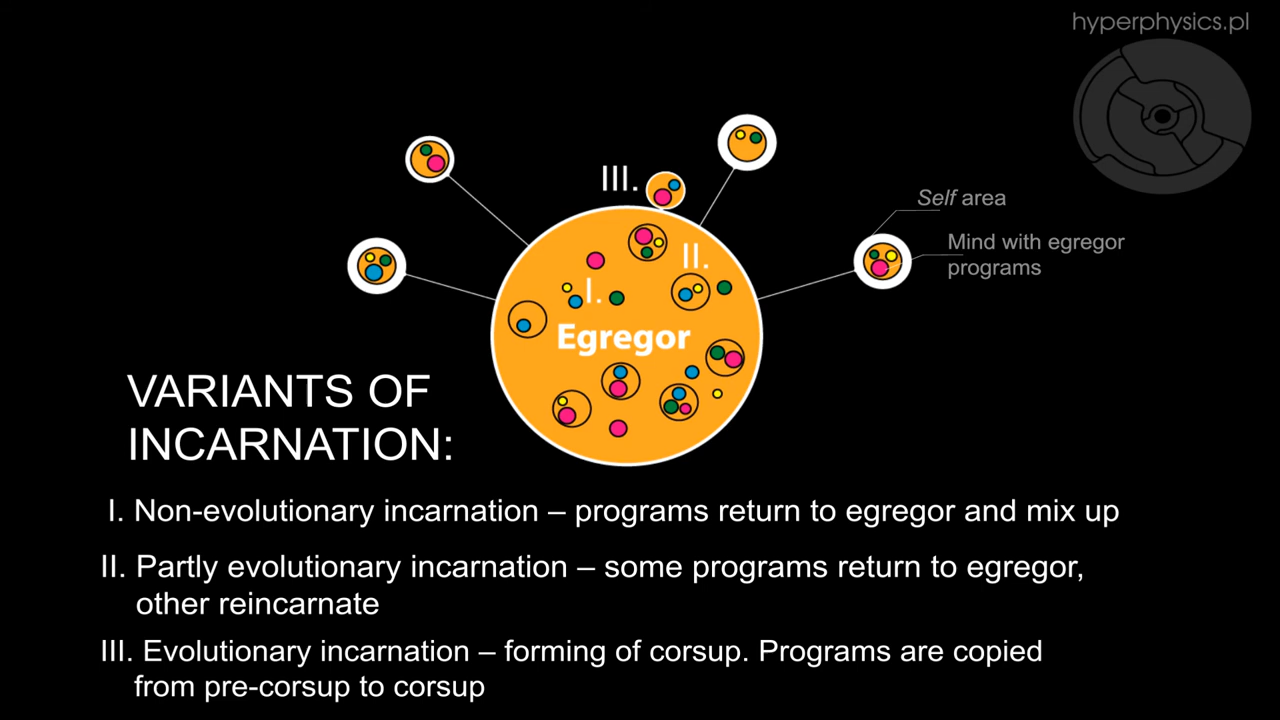 hyperphysics.pl
III.
Self area
Mind with egregor
programs
II.
I.
Egregor
VARIANTS OF
INCARNATION:
I. Non-evolutionary incarnation – programs return to egregor and mix up
II. Partly evolutionary incarnation – some programs return to egregor,
other reincarnate
III. Evolutionary incarnation – forming of corsup. Programs are copied
from pre-corsup to corsup